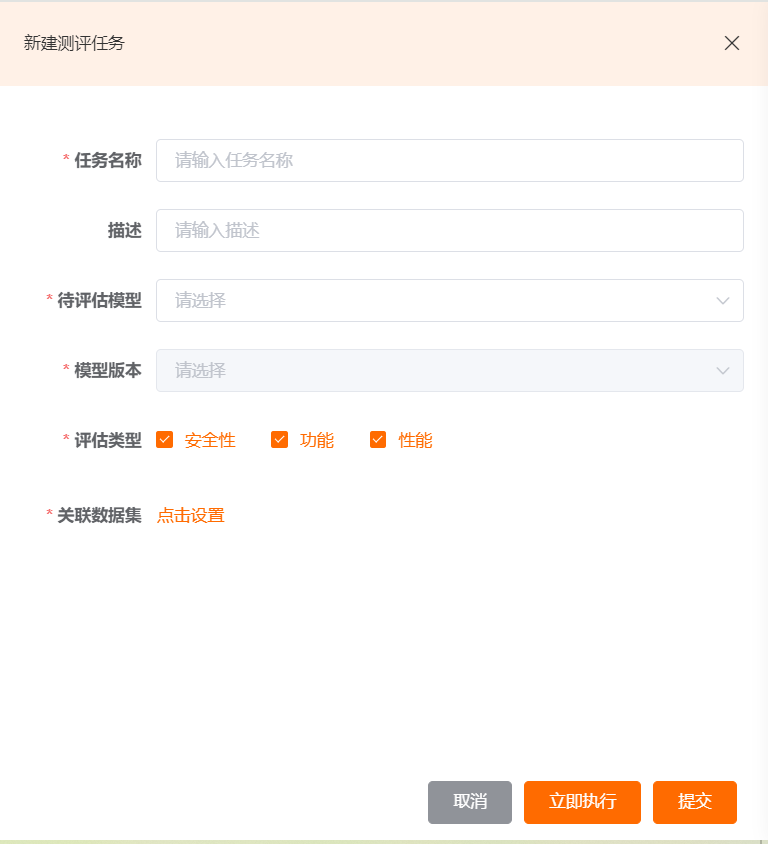 新建测评任务
* 任务名称 请输入任务名称
描述 请输入描述
* 待评估模型 请选择
* 模型版本 请选择
* 评估类型 安全性 功能 性能
* 关联数据集 点击设置
取消 立即执行 提交